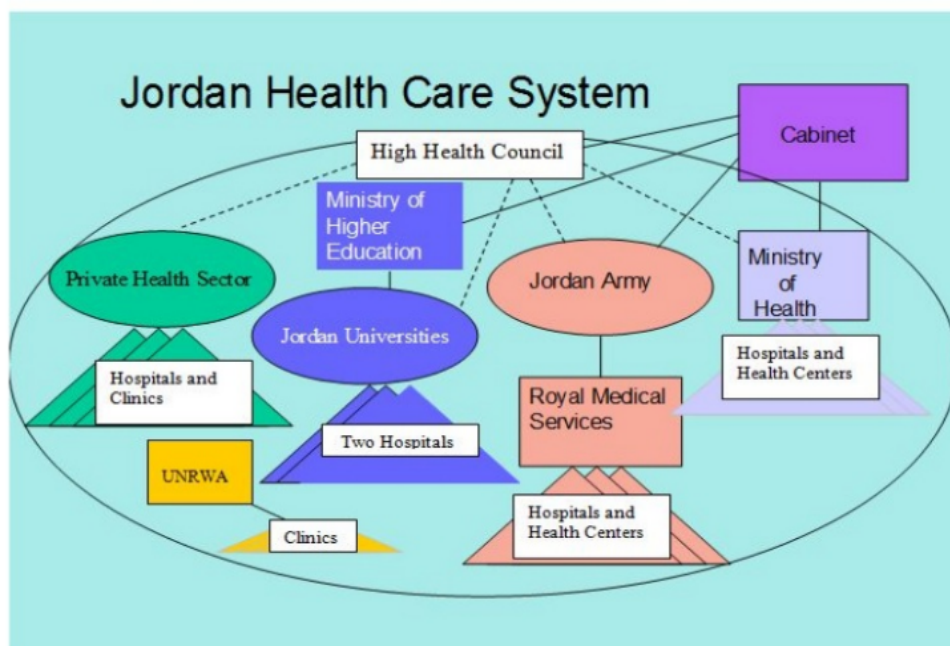 Jordan Health Care System
Cabinet
High Health Council
Ministry of
Higher
Education
Private Health Sector
Jordan Universities
Jordan Army
Ministry
of
Health
Hospitals and
Clinics
Two Hospitals
Royal Medical
Services
Hospitals and
Health Centers
UNRWA
Clinics
Hospitals and
Health Centers